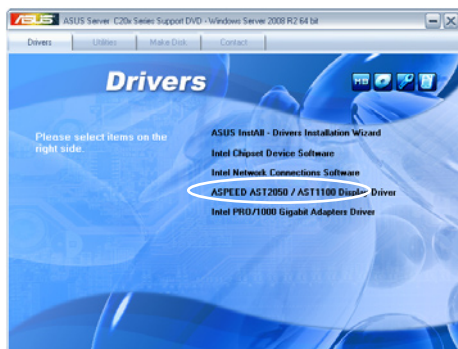 ASUS ASUS Server C20x Series Support DVD - Windows Server 2008 R2 64 bit
Drivers Utilities Make Disk Contact
Drivers
Please select items on the
right side.
ASUS InstAll - Drivers Installation Wizard
Intel Chipset Device Software
Intel Network Connections Software
ASPEED AST2050 / AST1100 Display Driver
Intel PRO/1000 Gigabit Adapters Driver